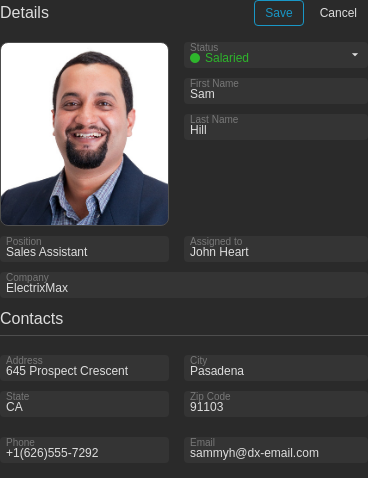 Details Save Cancel
Status
Salaried
First Name
Sam
Last Name
Hill
Position
Sales Assistant
Assigned to
John Heart
Company
ElectrixMax
Contacts
Address
645 Prospect Crescent
City
Pasadena
State
CA
Zip Code
91103
Phone
+1(626)555-7292
Email
sammyh@dx-email.com